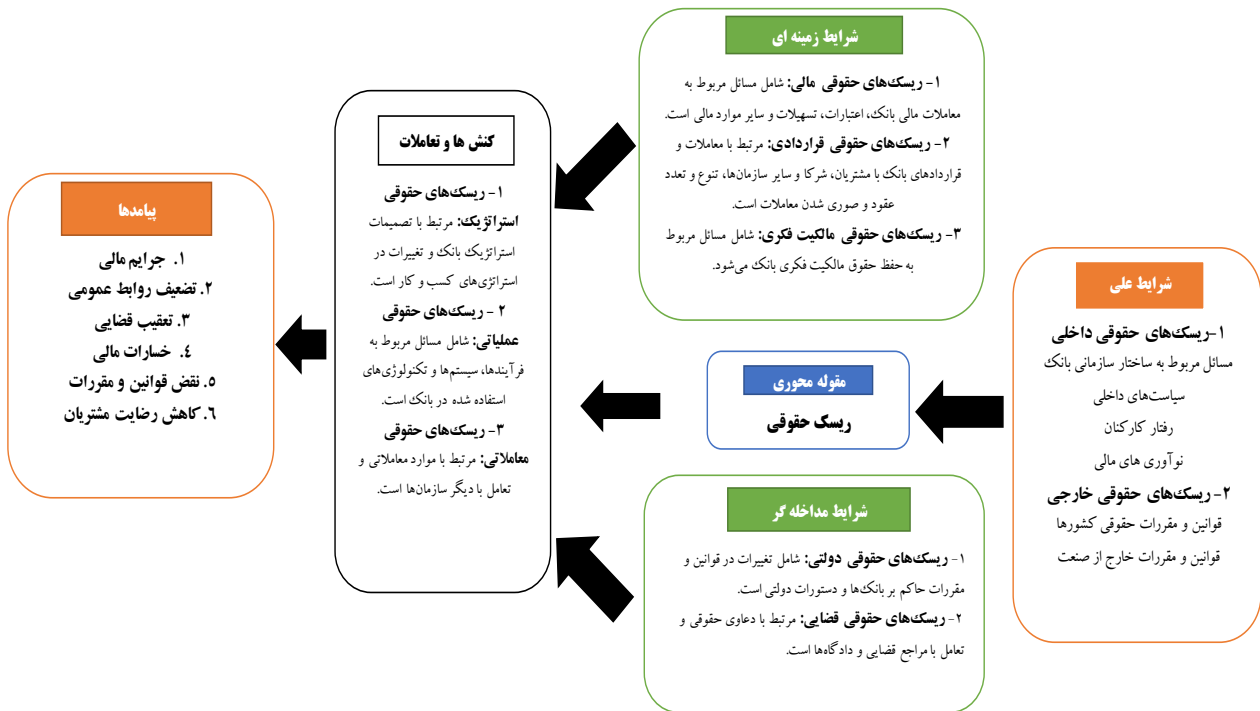 شرایط علی
۱-ریسک‌های حقوقی داخلی
مسائل مربوط به ساختار سازمانی بانک
سیاست‌های داخلی
رفتار کارکنان
نوآوری های مالی
۲-ریسک‌های حقوقی خارجی
قوانین و مقررات حقوقی کشورها
قوانین و مقررات خارج از صنعت
شرایط زمینه ای
۱- ریسک‌های حقوقی مالی: شامل مسائل مربوط به
معاملات مالی بانک، اعتبارات، تسهیلات و سایر موارد مالی است.
۲- ریسک‌های حقوقی قراردادی: مرتبط با معاملات و
قراردادهای بانک با مشتریان، شرکا و سایر سازمان‌ها، تنوع و تعدد
عقود و صوری شدن معاملات است.
۳- ریسک‌های حقوقی مالکیت فکری: شامل مسائل مربوط
به حفظ حقوق مالکیت فکری بانک می‌شود.
مقوله محوری
ریسک حقوقی
شرایط مداخله گر
۱- ریسک‌های حقوقی دولتی: شامل تغییرات در قوانین و
مقررات حاکم بر بانک‌ها و دستورات دولتی است.
۲- ریسک‌های حقوقی قضایی: مرتبط با دعاوی حقوقی و
تعامل با مراجع قضایی و دادگاه‌ها است.
کنش ها و تعاملات
۱- ریسک‌های حقوقی
استراتژیک: مرتبط با تصمیمات
استراتژیک بانک و تغییرات در
استراتژی‌های کسب و کار است.
۲ - ریسک‌های حقوقی
عملیاتی: شامل مسائل مربوط به
فرآیندها، سیستم‌ها و تکنولوژی‌های
استفاده شده در بانک است.
۳- ریسک‌های حقوقی
معاملاتی: مرتبط با موارد معاملاتی و
تعامل با دیگر سازمان‌ها است.
پیامدها
۱. جرایم مالی
۲. تضعیف روابط عمومی
۳. تعقیب قضایی
٤. خسارات مالی
۵. نقض قوانین و مقررات
٦. کاهش رضایت مشتریان